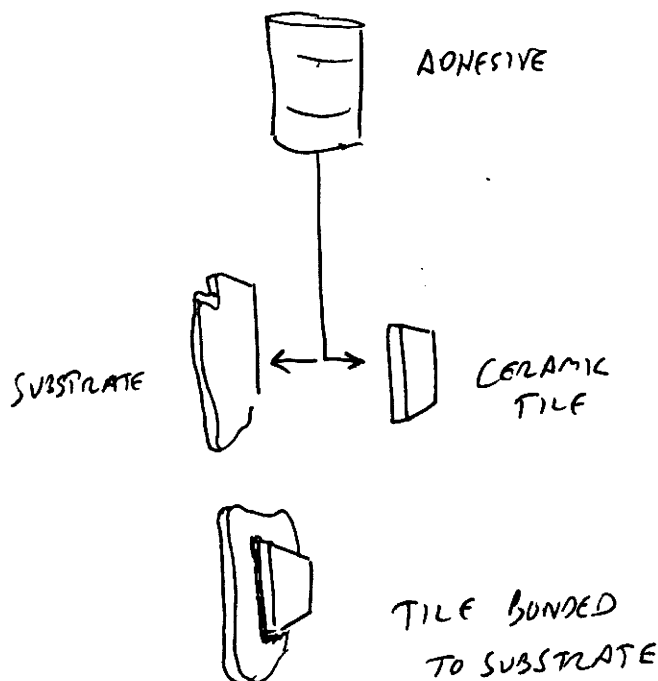 ADHESIVE
SUBSTRATE
CERAMIC
TILE
TILE BONDED
TO SUBSTRATE